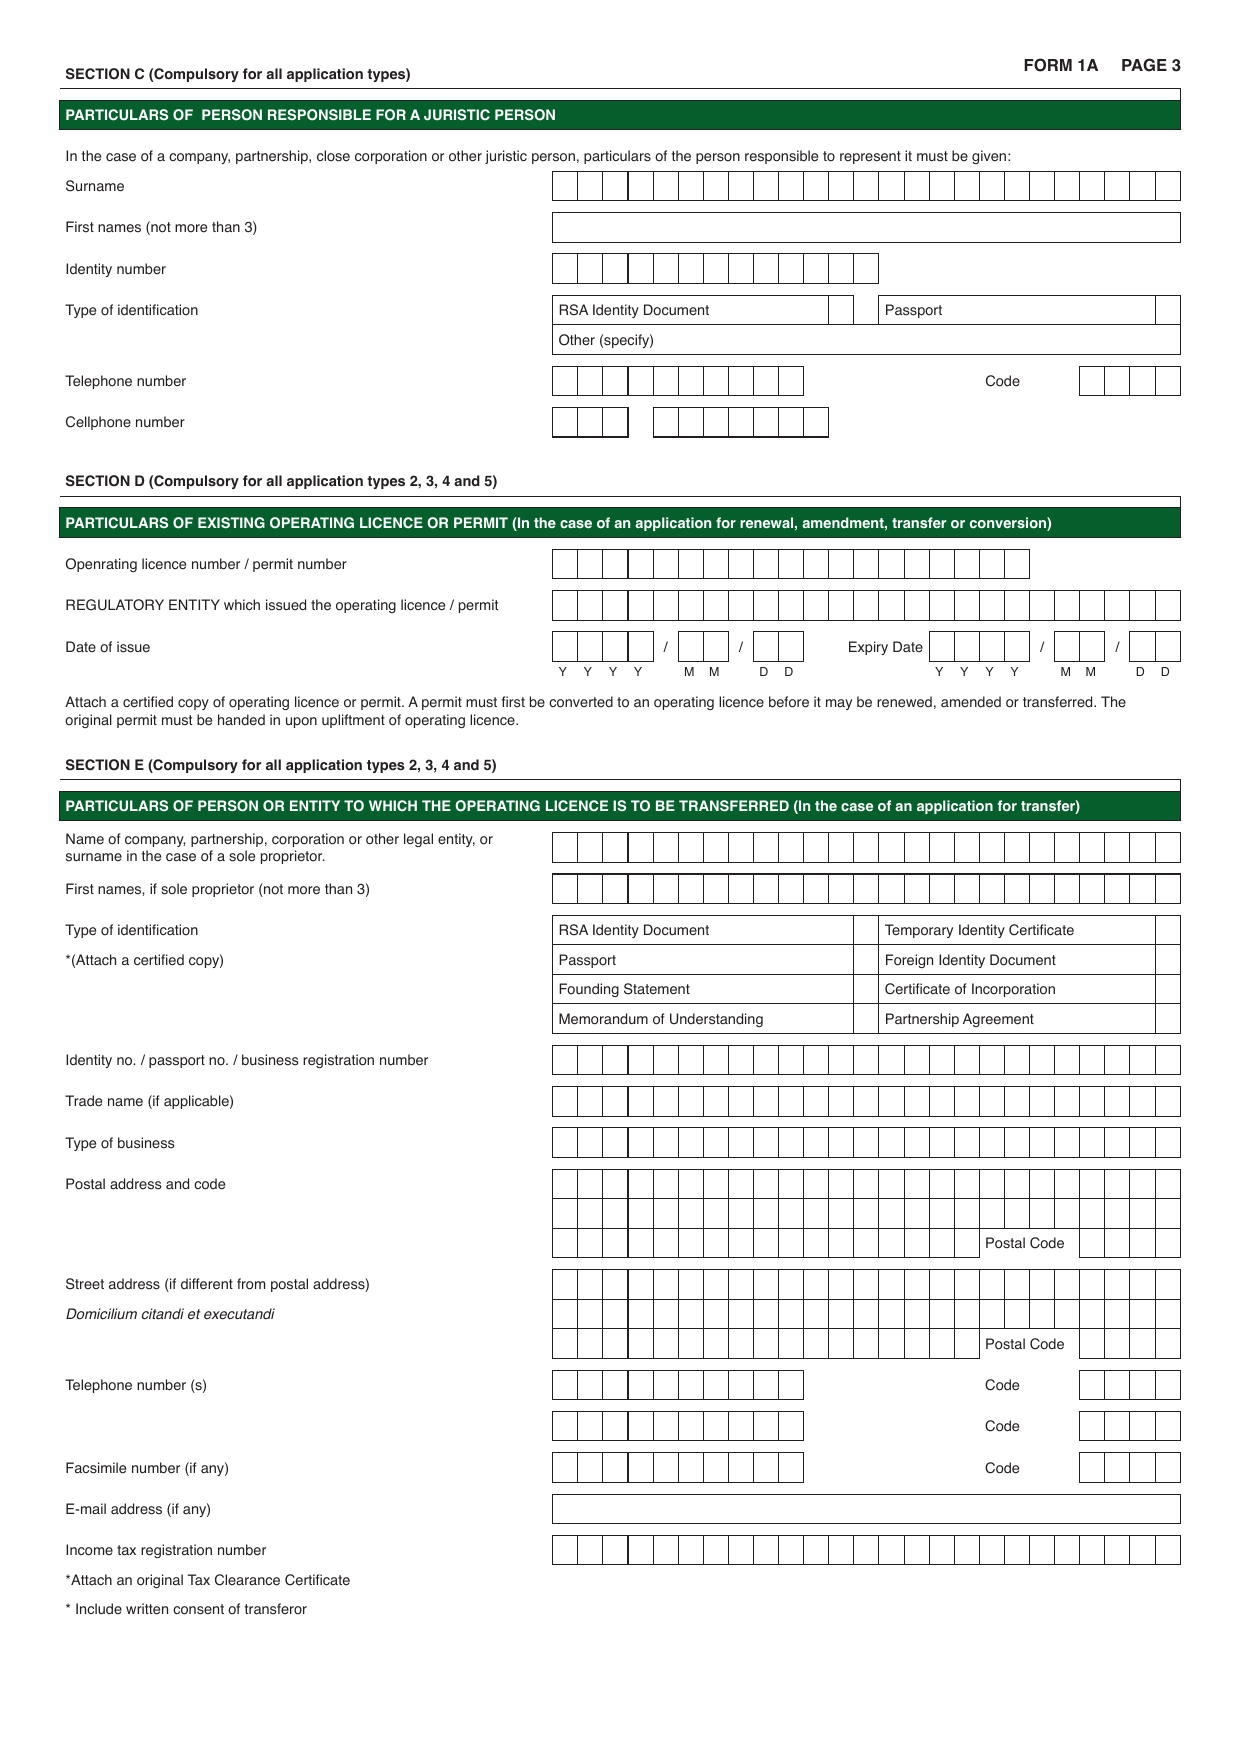 SECTION C (Compulsory for all application types)
FORM 1A PAGE 3
PARTICULARS OF PERSON RESPONSIBLE FOR A JURISTIC PERSON
In the case of a company, partnership, close corporation or other juristic person, particulars of the person responsible to represent it must be given:
Surname
First names (not more than 3)
Identity number
Type of identification
RSA Identity Document
Passport
Other (specify)
Telephone number
Code
Cellphone number
SECTION D (Compulsory for all application types 2, 3, 4 and 5)
PARTICULARS OF EXISTING OPERATING LICENCE OR PERMIT (In the case of an application for renewal, amendment, transfer or conversion)
Openrating licence number / permit number
REGULATORY ENTITY which issued the operating licence / permit
Date of issue / / Expiry Date / /
Y Y Y Y M M D D Y Y Y Y M M D D
Attach a certified copy of operating licence or permit. A permit must first be converted to an operating licence before it may be renewed, amended or transferred. The
original permit must be handed in upon upliftment of operating licence.
SECTION E (Compulsory for all application types 2, 3, 4 and 5)
PARTICULARS OF PERSON OR ENTITY TO WHICH THE OPERATING LICENCE IS TO BE TRANSFERRED (In the case of an application for transfer)
Name of company, partnership, corporation or other legal entity, or
surname in the case of a sole proprietor.
First names, if sole proprietor (not more than 3)
Type of identification
RSA Identity Document
Temporary Identity Certificate
*(Attach a certified copy)
Passport
Foreign Identity Document
Founding Statement
Certificate of Incorporation
Memorandum of Understanding
Partnership Agreement
Identity no. / passport no. / business registration number
Trade name (if applicable)
Type of business
Postal address and code
Postal Code
Street address (if different from postal address)
Domicilium citandi et executandi
Postal Code
Telephone number (s)
Code
Code
Facsimile number (if any)
Code
E-mail address (if any)
Income tax registration number
*Attach an original Tax Clearance Certificate
* Include written consent of transferor